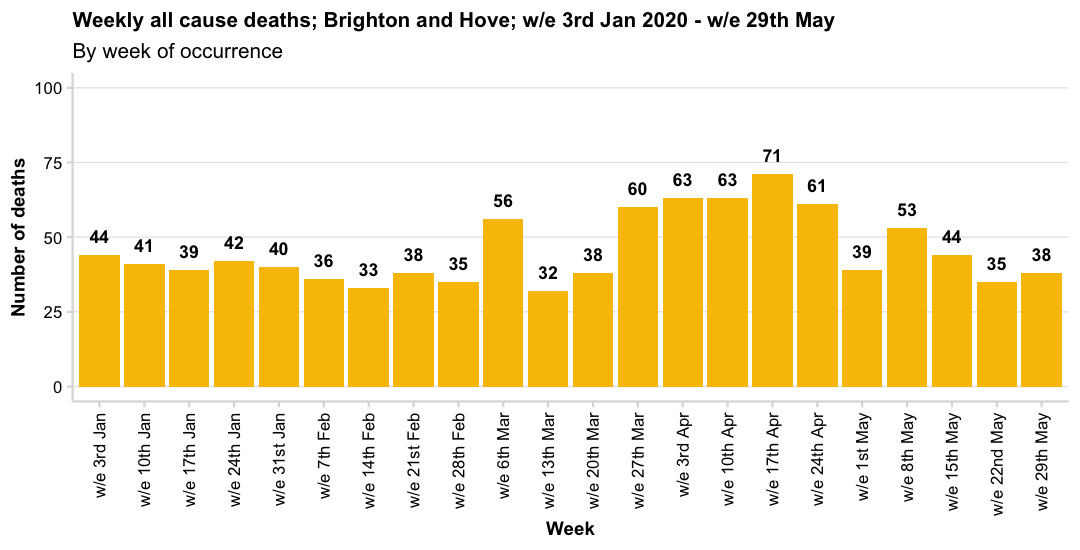 Weekly all cause deaths; Brighton and Hove; w/e 3rd Jan 2020 - w/e 29th May
By week of occurrence
Number of deaths
100
75
50
25
0
44
41
39
42
40
36
33
38
35
56
32
38
60
63
63
71
61
39
53
44
35
38
w/e 3rd Jan
w/e 10th Jan
w/e 17th Jan
w/e 24th Jan
w/e 31st Jan
w/e 7th Feb
w/e 14th Feb
w/e 21st Feb
w/e 28th Feb
w/e 6th Mar
w/e 13th Mar
w/e 20th Mar
w/e 27th Mar
w/e 3rd Apr
w/e 10th Apr
w/e 17th Apr
w/e 24th Apr
w/e 1st May
w/e 8th May
w/e 15th May
w/e 22nd May
w/e 29th May
Week